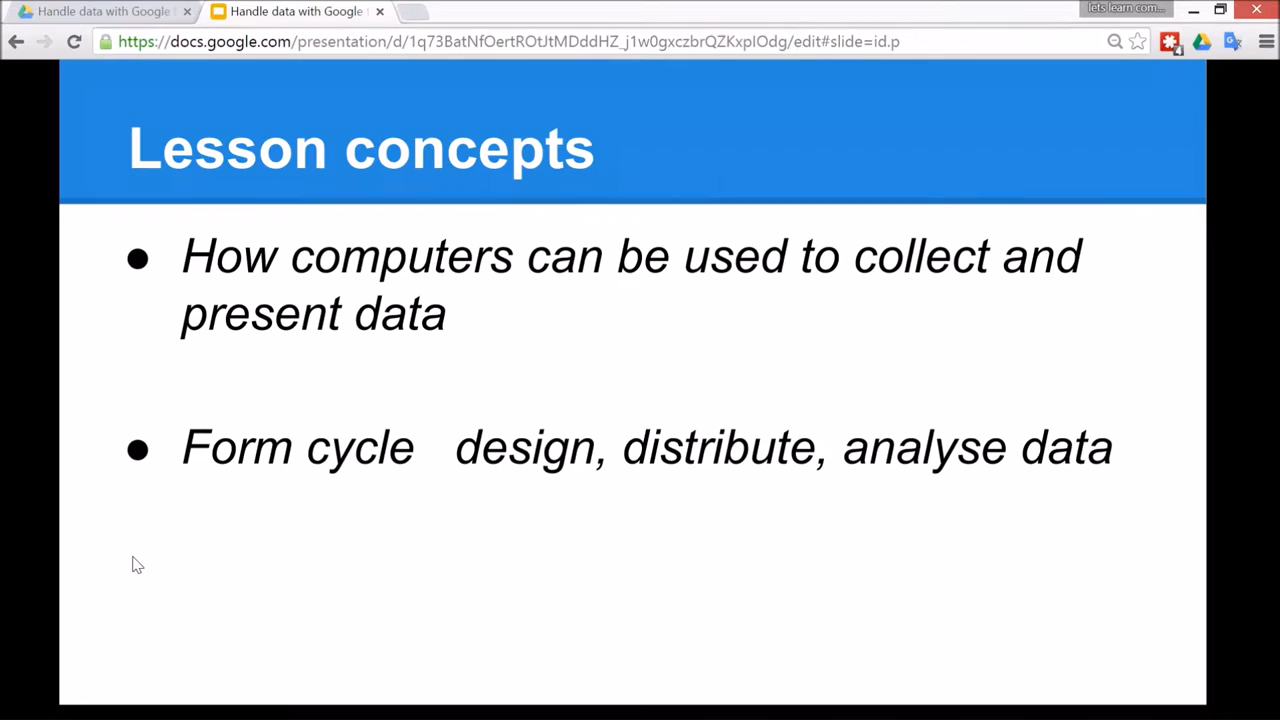 Handle data with Google
Handle data with Google
lets learn com...
https://docs.google.com/presentation/d/1q73BatNfOertROtJtMDddHZ_j1w0gxczbrQZKxpIOdg/edit#slide=id.p
Lesson concepts
● How computers can be used to collect and
present data
● Form cycle design, distribute, analyse data